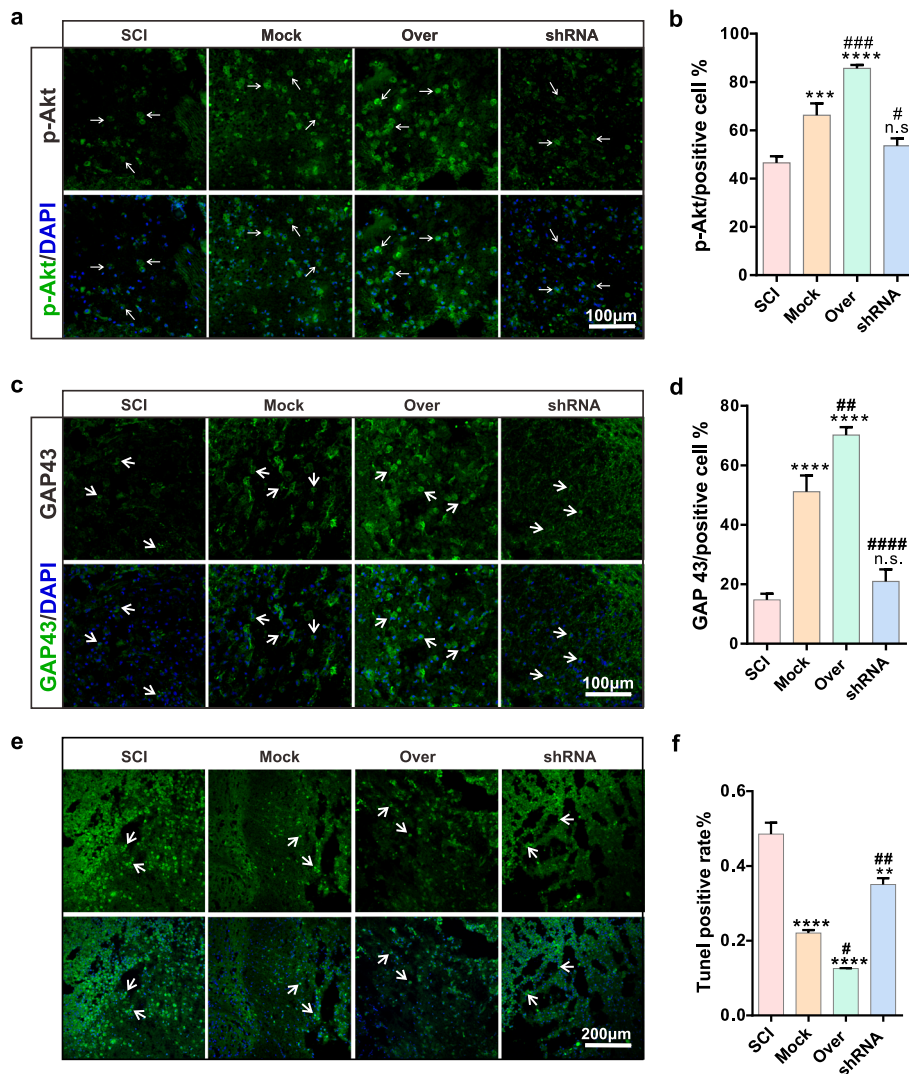 a
SCI Mock Over shRNA
p-Akt
p-Akt/DAPI
100μm
b
p-Akt/positive cell %
100
80
60
40
20
0
***
###
****
#
n.s
SCI Mock Over shRNA
c
SCI Mock Over shRNA
GAP43
GAP43/DAPI
100μm
d
GAP 43/positive cell %
80
60
40
20
0
****
##
****
####
n.s.
SCI Mock Over shRNA
e
SCI Mock Over shRNA
200μm
f
Tunel positive rate%
0.6
0.4
0.2
0.0
****
#
****
##
**
SCI Mock Over shRNA